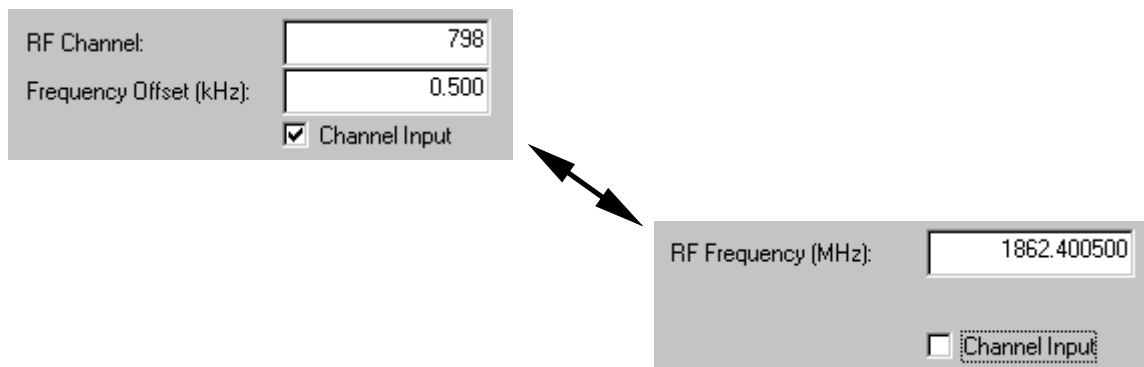 RF Channel: 798
Frequency Offset (kHz): 0.500
Channel Input
RF Frequency (MHz): 1862.400500
Channel Input